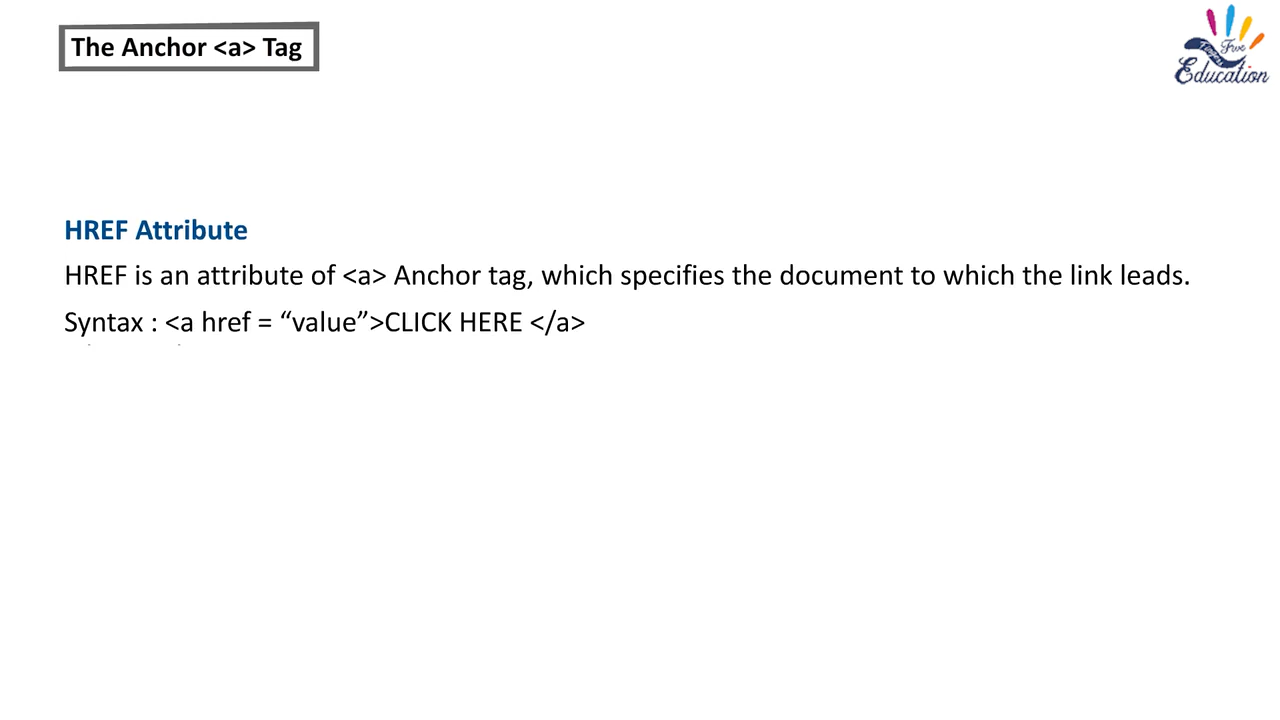 The Anchor <a> Tag
Five
Education
HREF Attribute
HREF is an attribute of <a> Anchor tag, which specifies the document to which the link leads.
Syntax : <a href = “value”>CLICK HERE </a>